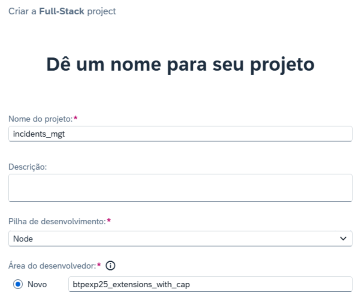 Criar a Full-Stack project
Dê um nome para seu projeto
Nome do projeto:*
incidents_mgt
Descrição:
Pilha de desenvolvimento:*
Node
Área do desenvolvedor:*
Novo btpexp25_extensions_with_cap